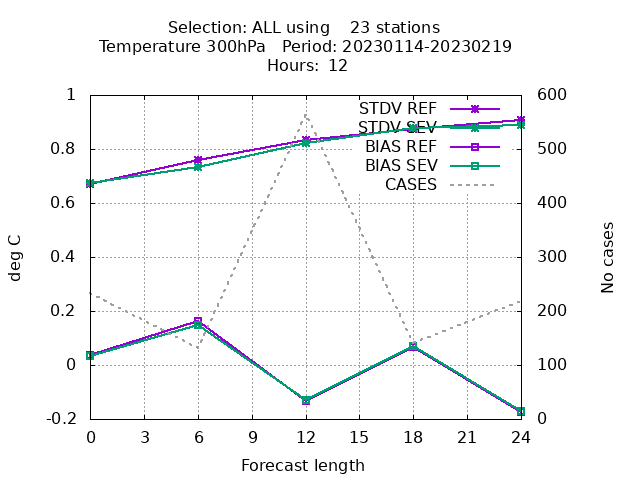 Selection: ALL using    23 stations
Temperature 300hPa   Period: 20230114-20230219
Hours: 12
STDV REF
STDV SEV
BIAS REF
BIAS SEV
CASES
1
0.8
0.6
0.4
0.2
0
-0.2
600
500
400
300
200
100
0
deg C
No cases
0 3 6 9 12 15 18 21 24
Forecast length